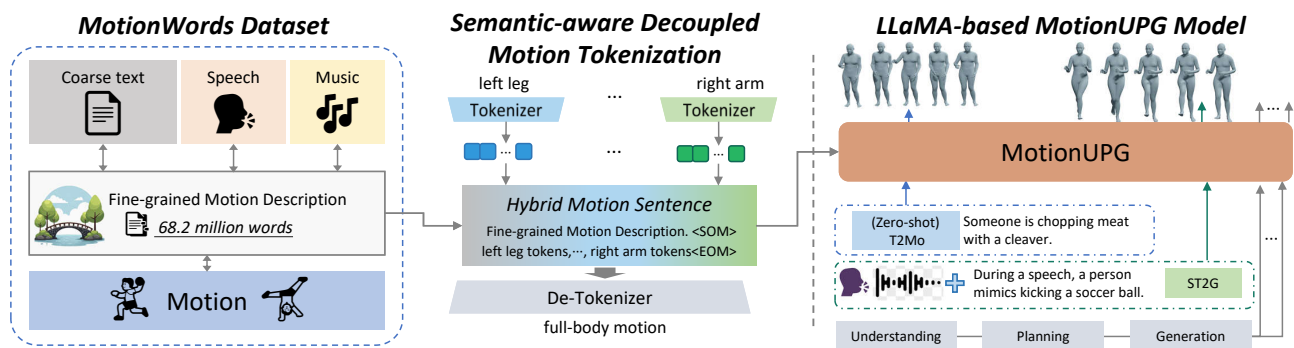 MotionWords Dataset
Coarse text
Speech
Music
Fine-grained Motion Description
68.2 million words
Motion
Semantic-aware Decoupled
Motion Tokenization
left leg
...
right arm
Tokenizer
Tokenizer
...
...
...
Hybrid Motion Sentence
Fine-grained Motion Description. <SOM>
left leg tokens,···, right arm tokens<EOM>
De-Tokenizer
full-body motion
LLaMA-based MotionUPG Model
...
MotionUPG
(Zero-shot)
T2Mo
Someone is chopping meat
with a cleaver.
...
During a speech, a person
mimics kicking a soccer ball.
ST2G
Understanding
Planning
Generation